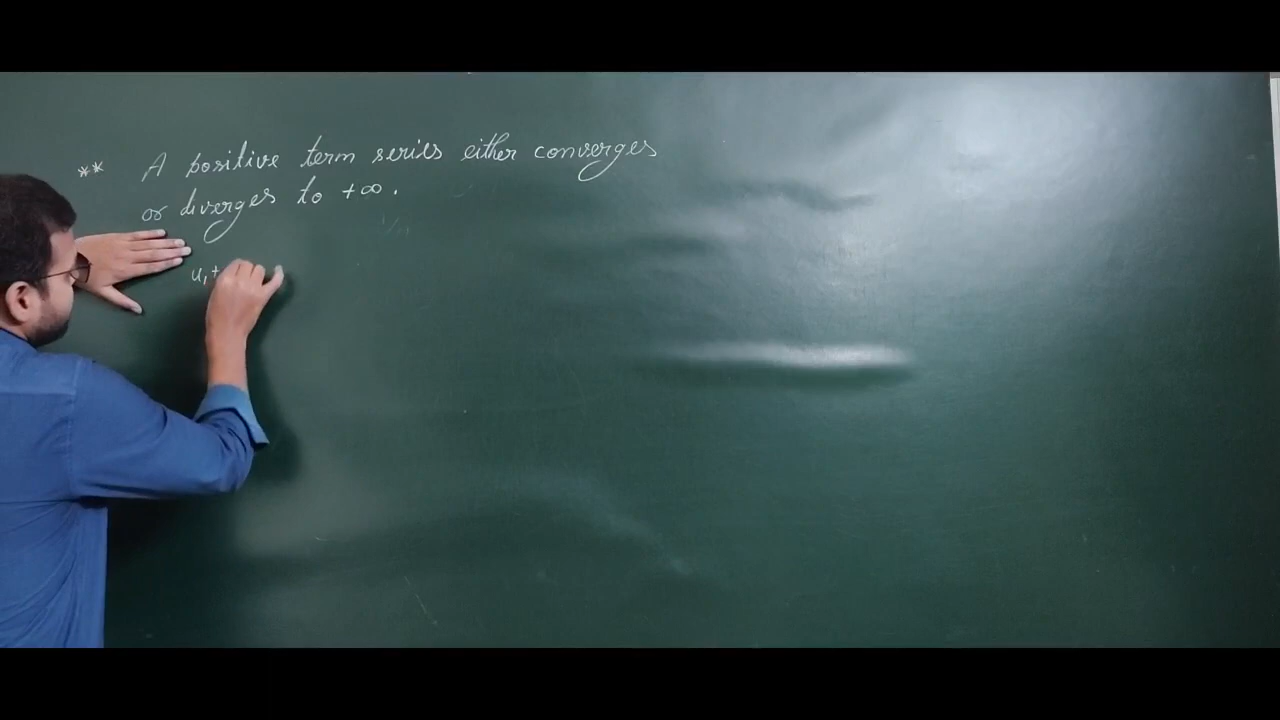 ** A positive term series either converges
or diverges to +∞.
u₁+